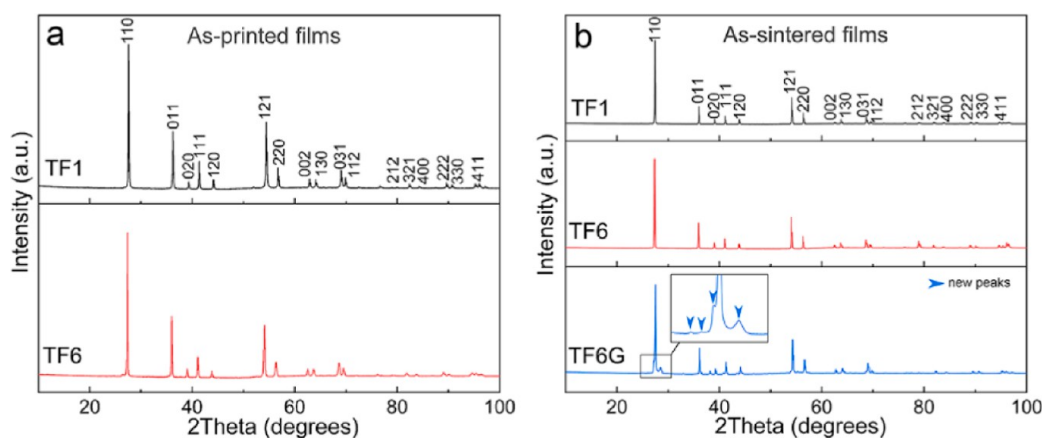 a
As-printed films
110
011
020
111
120
121
220
002
130
031
112
212
321
400
222
330
411
TF1
TF6
Intensity (a.u.)
20 40 60 80 100
2Theta (degrees)
b
As-sintered films
110
011
020
111
120
121
220
002
130
031
112
212
321
400
222
330
411
TF1
TF6
new peaks
TF6G
Intensity (a.u.)
20 40 60 80 100
2Theta (degrees)